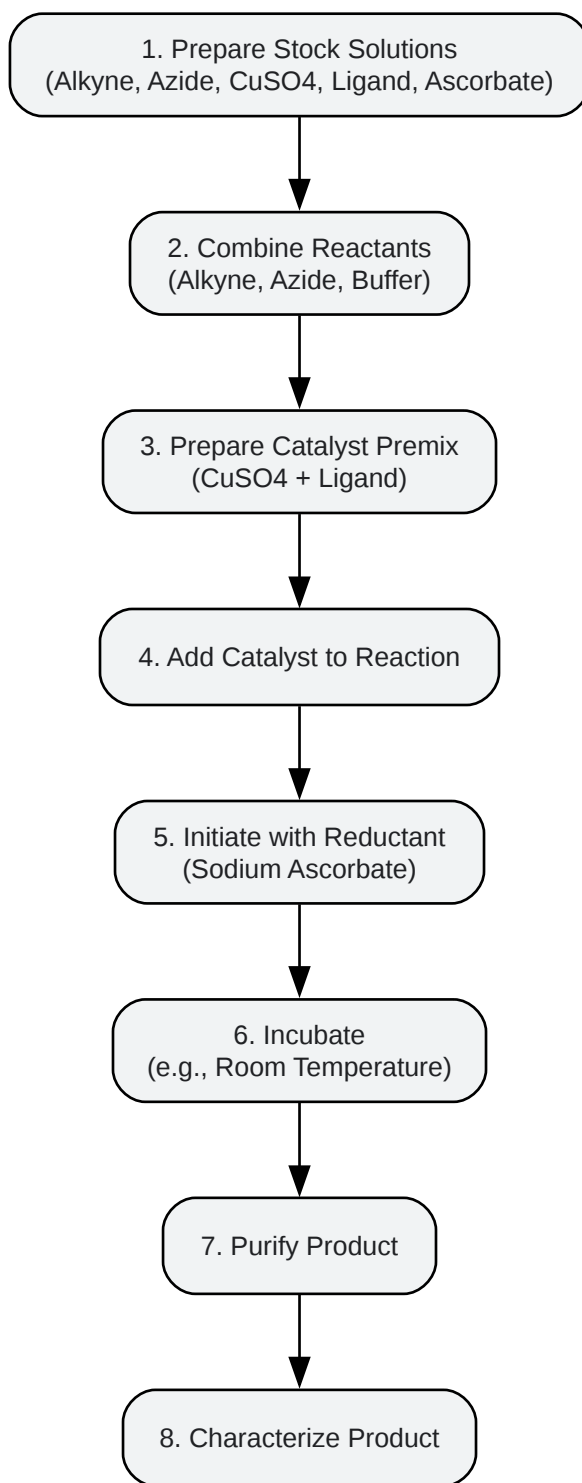 1. Prepare Stock Solutions
(Alkyne, Azide, CuSO4, Ligand, Ascorbate)
2. Combine Reactants
(Alkyne, Azide, Buffer)
3. Prepare Catalyst Premix
(CuSO4 + Ligand)
4. Add Catalyst to Reaction
5. Initiate with Reductant
(Sodium Ascorbate)
6. Incubate
(e.g., Room Temperature)
7. Purify Product
8. Characterize Product